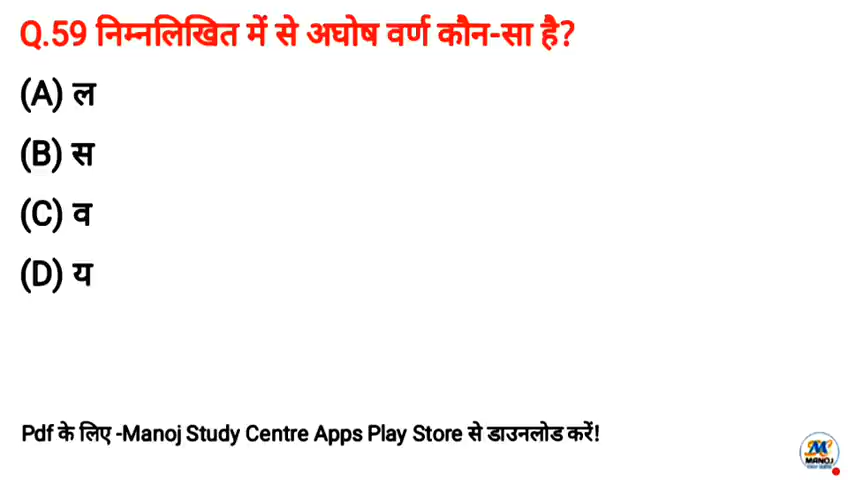 Q.59 निम्नलिखित में से अघोष वर्ण कौन-सा है?
(A) ल
(B) स
(C) व
(D) य
Pdf के लिए -Manoj Study Centre Apps Play Store से डाउनलोड करें!
MANOJ